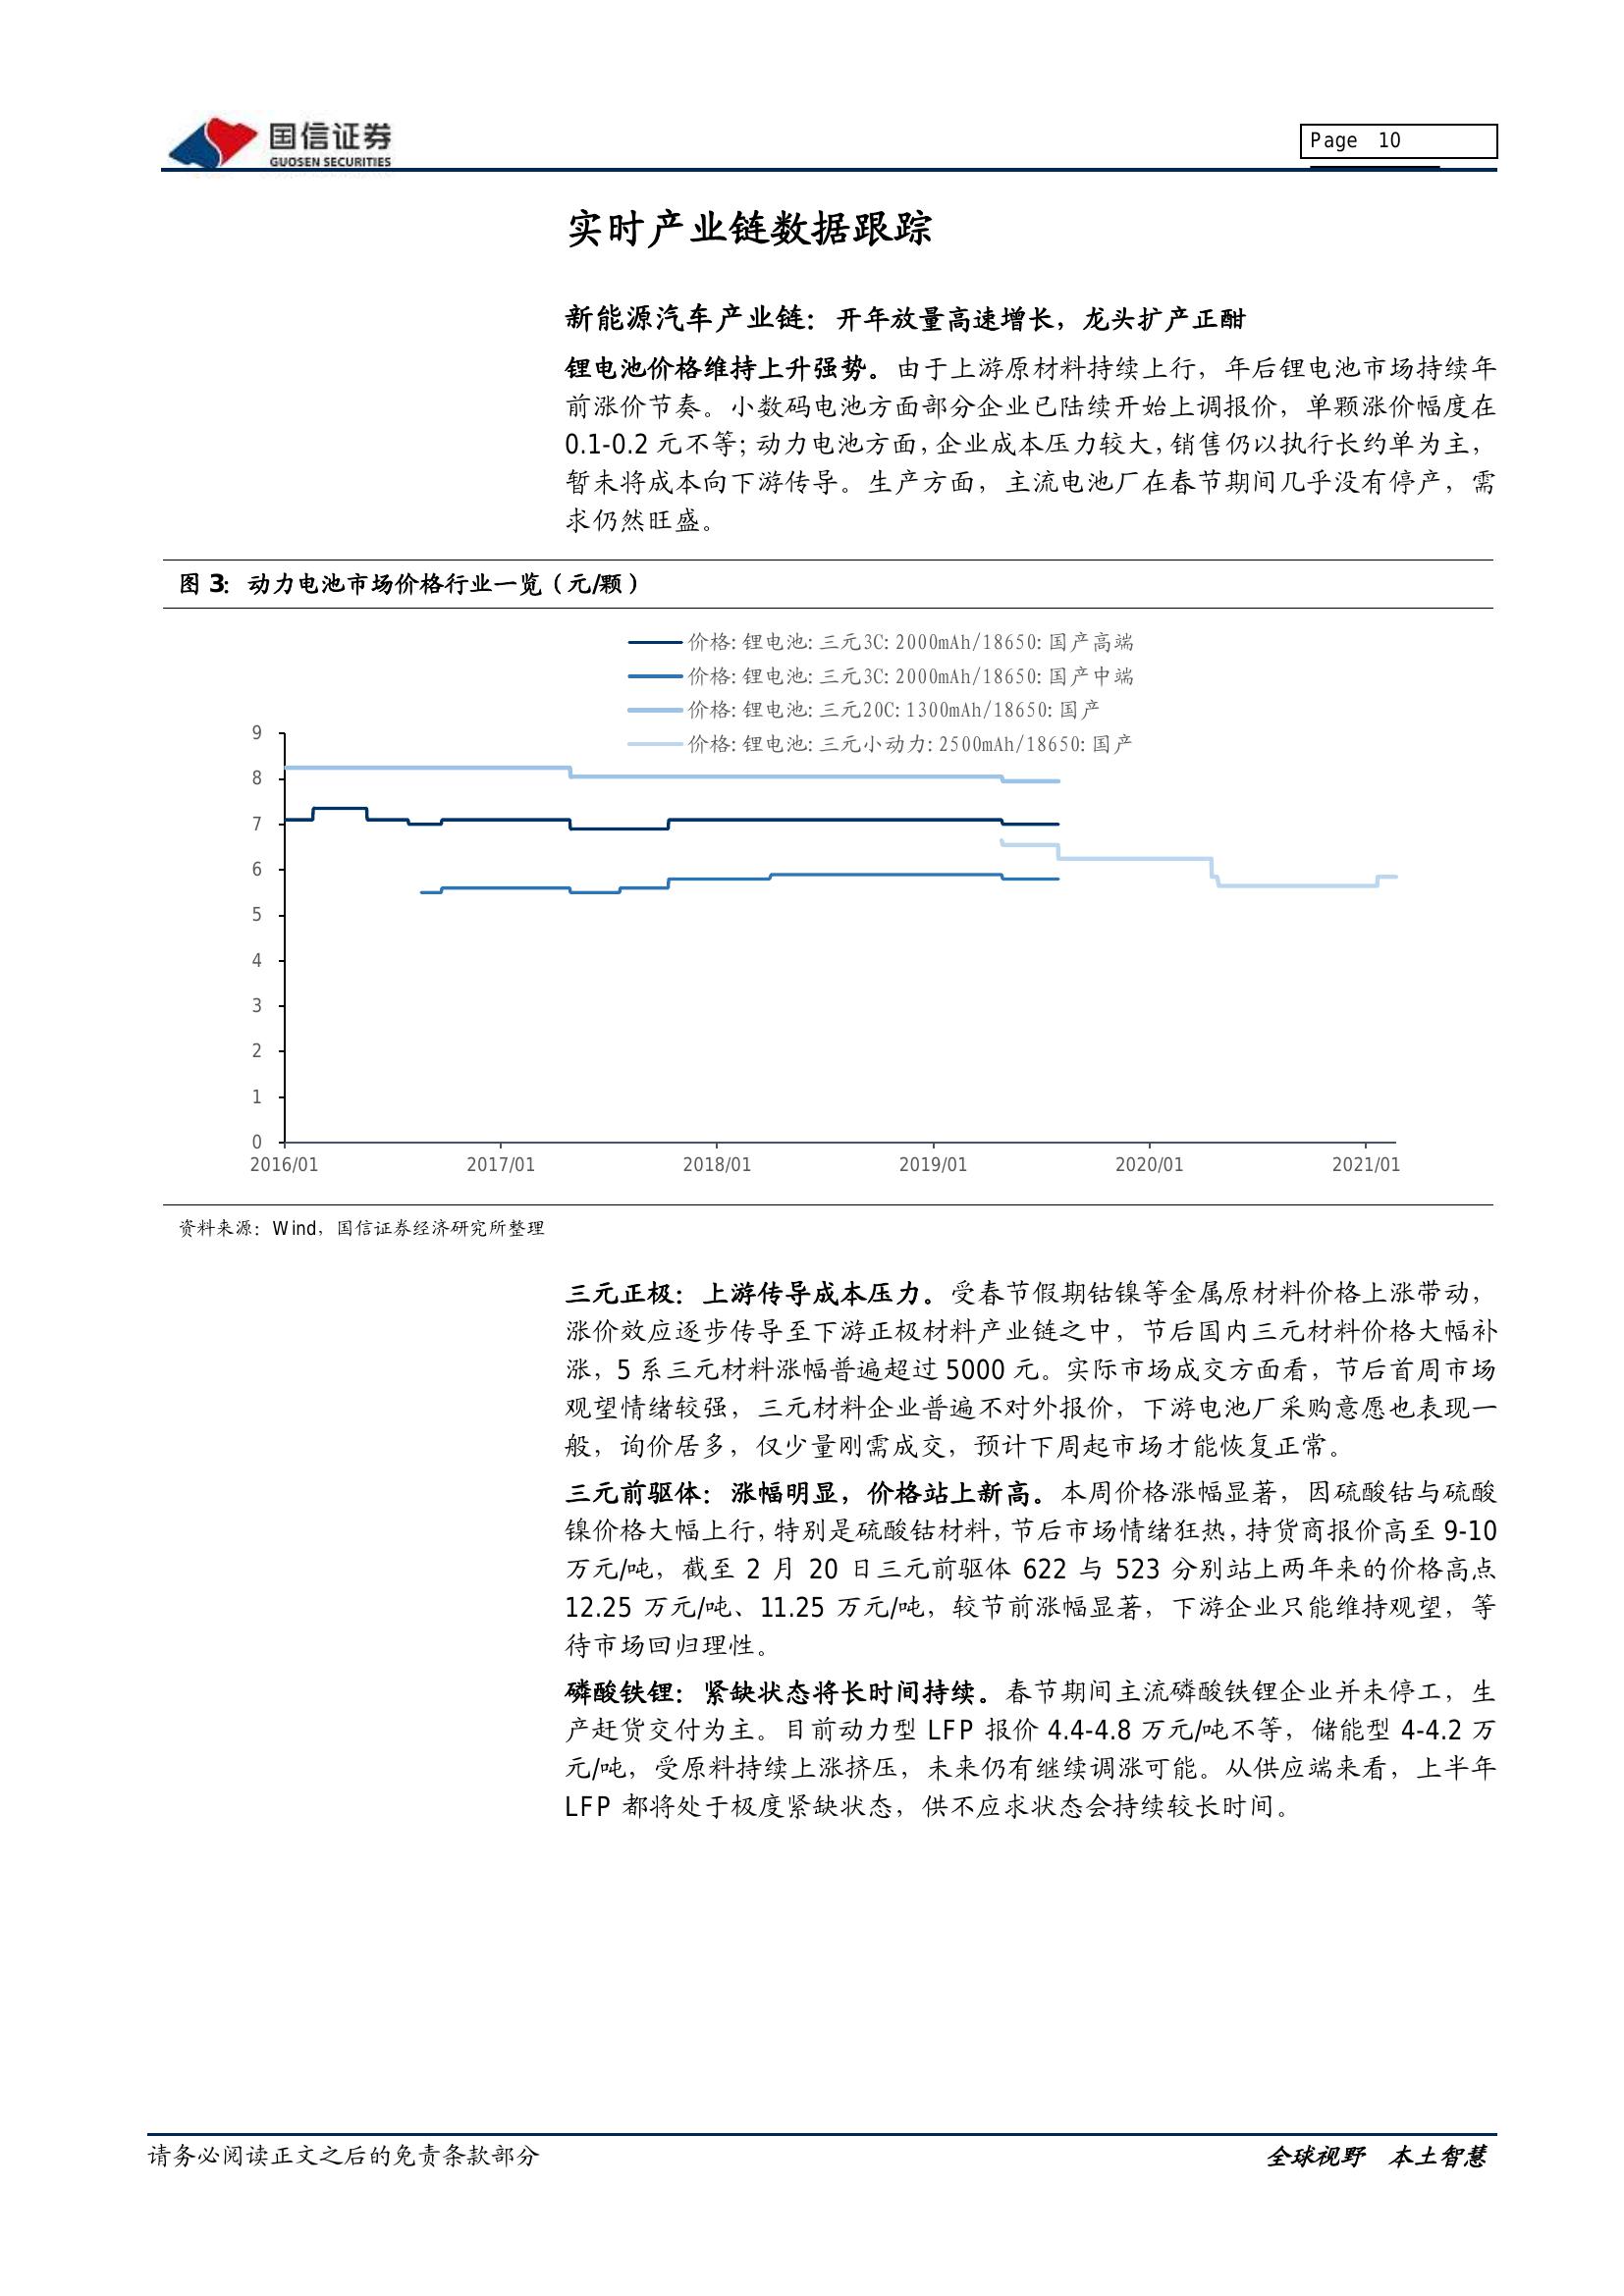 国信证券
GUOSEN SECURITIES
Page 10
实时产业链数据跟踪
新能源汽车产业链：开年放量高速增长，龙头扩产正酣
锂电池价格维持上升强势。由于上游原材料持续上行，年后锂电池市场持续年
前涨价节奏。小数码电池方面部分企业已陆续开始上调报价，单颗涨价幅度在
0.1-0.2 元不等；动力电池方面，企业成本压力较大，销售仍以执行长约单为主，
暂未将成本向下游传导。生产方面，主流电池厂在春节期间几乎没有停产，需
求仍然旺盛。
图 3：动力电池市场价格行业一览（元/颗）
价格:锂电池:三元3C:2000mAh/18650:国产高端
价格:锂电池:三元3C:2000mAh/18650:国产中端
价格:锂电池:三元20C:1300mAh/18650:国产
价格:锂电池:三元小动力:2500mAh/18650:国产
9
8
7
6
5
4
3
2
1
0
2016/01 2017/01 2018/01 2019/01 2020/01 2021/01
资料来源：Wind，国信证券经济研究所整理
三元正极：上游传导成本压力。受春节假期钴镍等金属原材料价格上涨带动，
涨价效应逐步传导至下游正极材料产业链之中，节后国内三元材料价格大幅补
涨，5 系三元材料涨幅普遍超过 5000 元。实际市场成交方面看，节后首周市场
观望情绪较强，三元材料企业普遍不对外报价，下游电池厂采购意愿也表现一
般，询价居多，仅少量刚需成交，预计下周起市场才能恢复正常。
三元前驱体：涨幅明显，价格站上新高。本周价格涨幅显著，因硫酸钴与硫酸
镍价格大幅上行，特别是硫酸钴材料，节后市场情绪狂热，持货商报价高至 9-10
万元/吨，截至 2 月 20 日三元前驱体 622 与 523 分别站上两年来的价格高点
12.25 万元/吨、11.25 万元/吨，较节前涨幅显著，下游企业只能维持观望，等
待市场回归理性。
磷酸铁锂：紧缺状态将长时间持续。春节期间主流磷酸铁锂企业并未停工，生
产赶货交付为主。目前动力型 LFP 报价 4.4-4.8 万元/吨不等，储能型 4-4.2 万
元/吨，受原料持续上涨挤压，未来仍有继续调涨可能。从供应端来看，上半年
LFP 都将处于极度紧缺状态，供不应求状态会持续较长时间。
请务必阅读正文之后的免责条款部分
全球视野 本土智慧